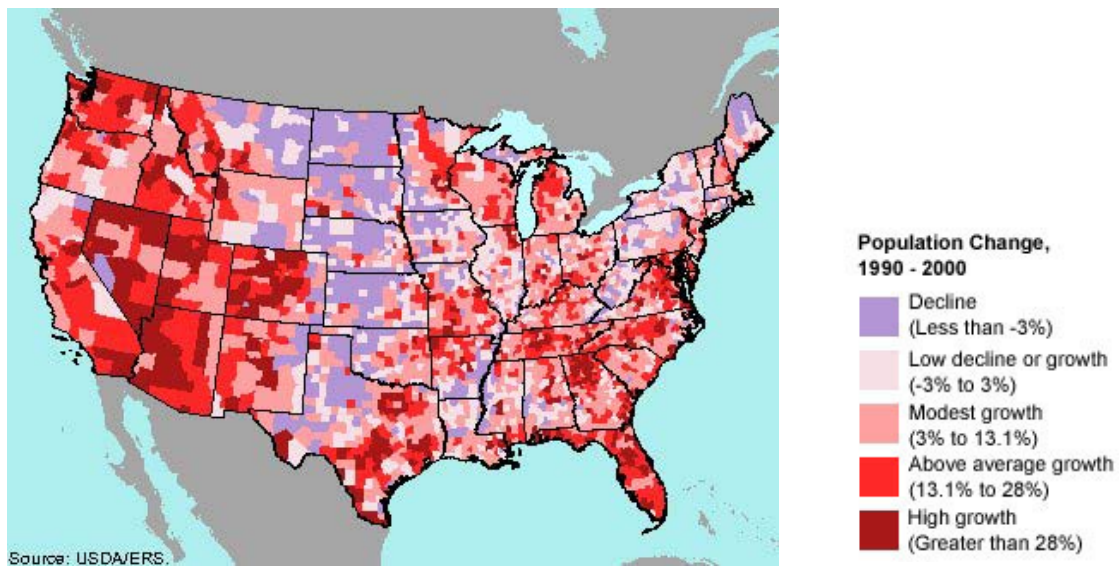 Population Change,
1990 - 2000
Decline
(Less than -3%)
Low decline or growth
(-3% to 3%)
Modest growth
(3% to 13.1%)
Above average growth
(13.1% to 28%)
High growth
(Greater than 28%)
Source: USDA/ERS.